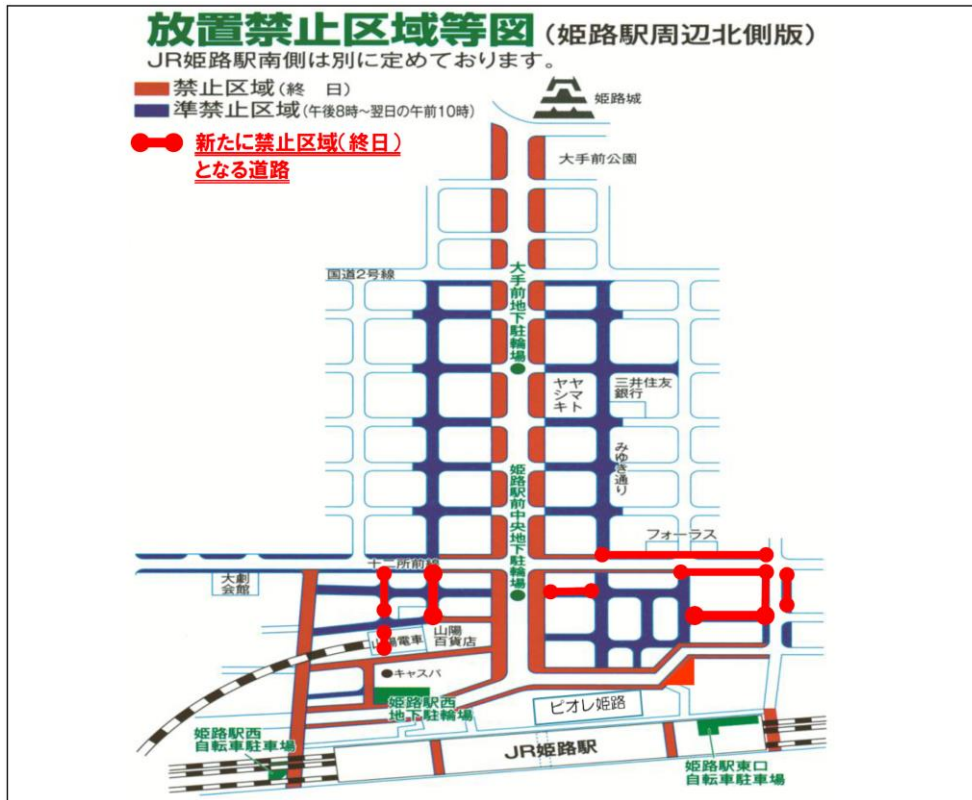 放置禁止区域等図(姫路駅周辺北側版)
JR姫路駅南側は別に定めております。
禁止区域(終 日)
準禁止区域(午後8時~翌日の午前10時)
新たに禁止区域(終日)
となる道路
姫路城
大手前公園
国道2号線
大手前地下駐輪場
ヤマトヤシキ
三井住友
銀行
みゆき通り
姫路駅前中央地下駐輪場
フォーラス
十二所前線
大劇
会館
山陽
百貨店
山陽電車
キャスパ
姫路駅西
地下駐輪場
ピオレ姫路
姫路駅西
自転車駐車場
JR姫路駅
姫路駅東口
自転車駐車場